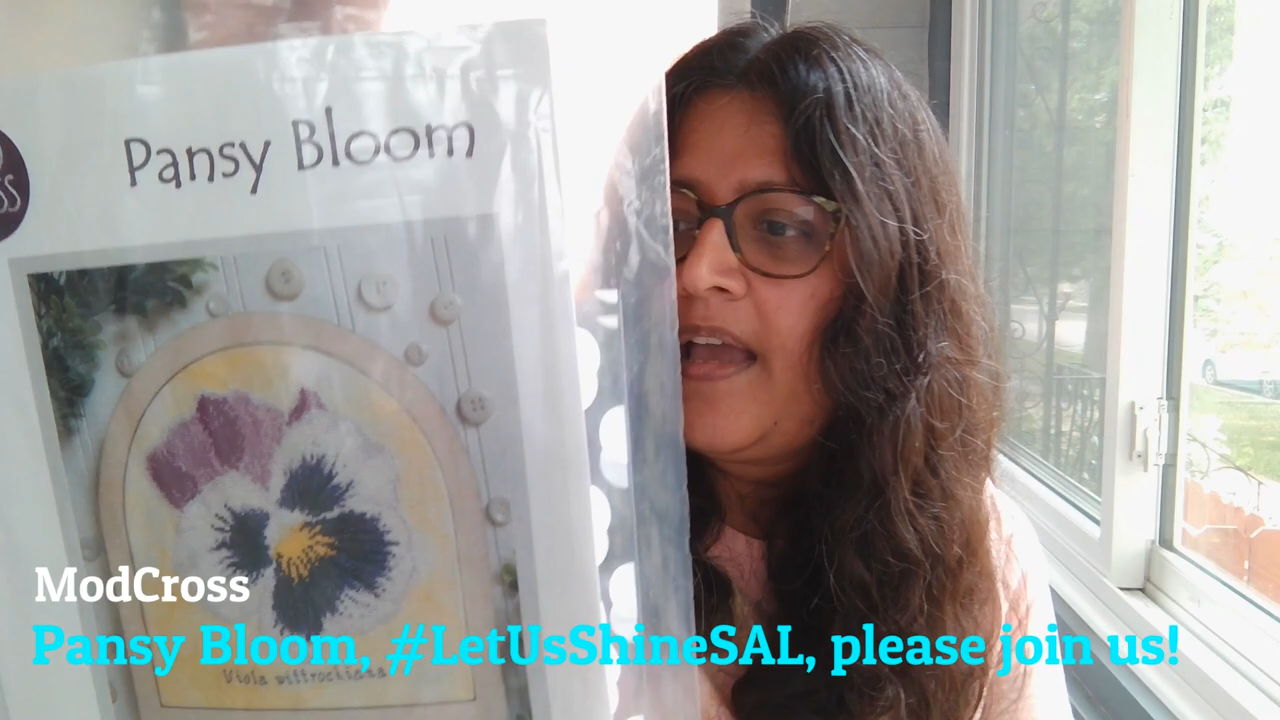 Pansy Bloom
ModCross
Pansy Bloom, #LetUsShineSAL, please join us!
Viola wittrockiana